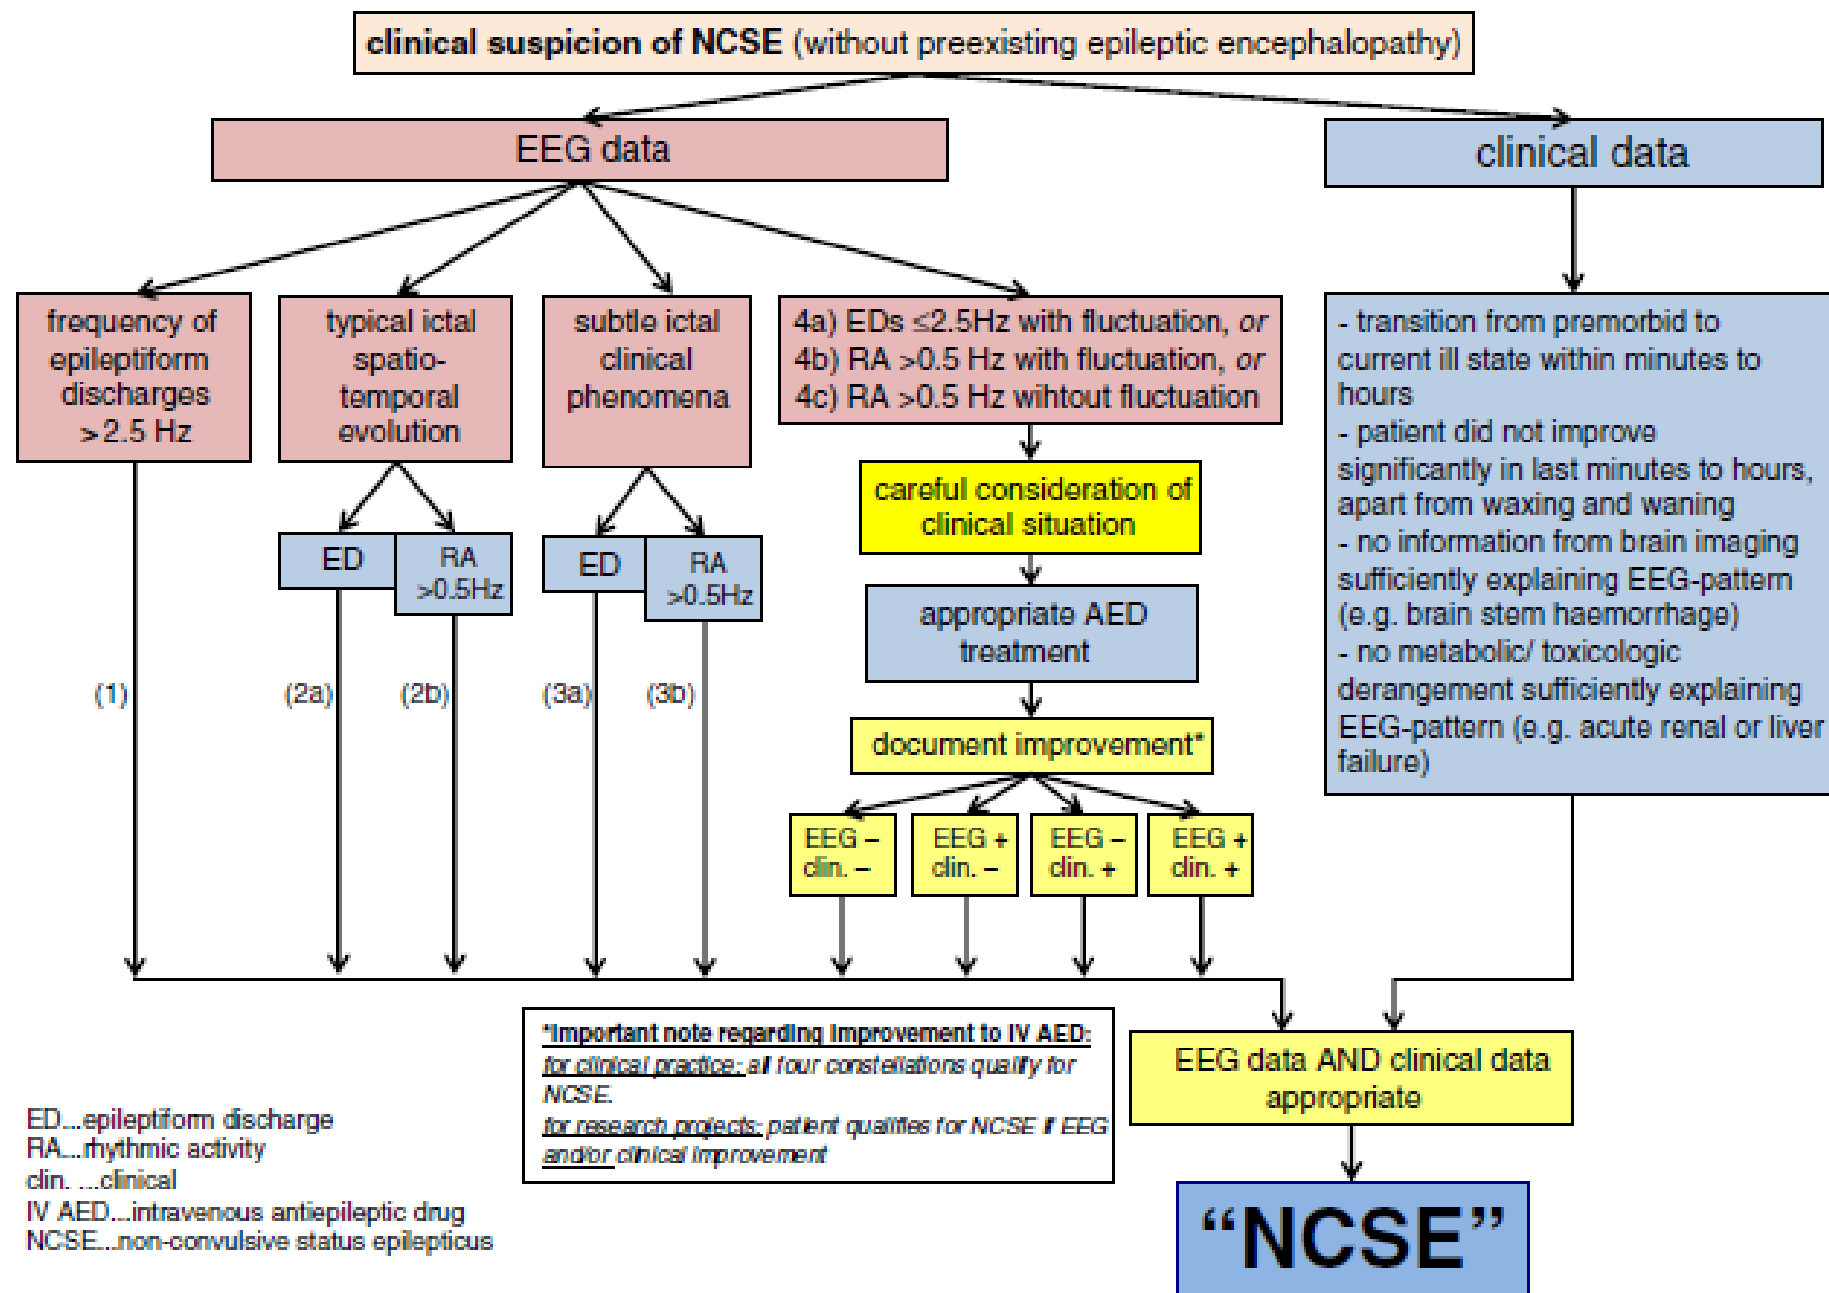 clinical suspicion of NCSE (without preexisting epileptic encephalopathy)
EEG data
clinical data
frequency of
epileptiform
discharges
>2.5 Hz
typical ictal
spatio-
temporal
evolution
subtle ictal
clinical
phenomena
4a) EDs ≤2.5Hz with fluctuation, or
4b) RA >0.5 Hz with fluctuation, or
4c) RA >0.5 Hz wihtout fluctuation
- transition from premorbid to
current ill state within minutes to
hours
- patient did not improve
significantly in last minutes to hours,
apart from waxing and waning
- no information from brain imaging
sufficiently explaining EEG-pattern
(e.g. brain stem haemorrhage)
- no metabolic/ toxicologic
derangement sufficiently explaining
EEG-pattern (e.g. acute renal or liver
failure)
careful consideration of
clinical situation
ED
RA
>0.5Hz
ED
RA
>0.5Hz
appropriate AED
treatment
(1)
(2a)
(2b)
(3a)
(3b)
document improvement*
EEG –
clin. –
EEG +
clin. –
EEG –
clin. +
EEG +
clin. +
*Important note regarding improvement to IV AED:
for clinical practice: all four constellations qualify for
NCSE.
for research projects: patient qualifies for NCSE if EEG
and/or clinical improvement
EEG data AND clinical data
appropriate
ED...epileptiform discharge
RA...rhythmic activity
clin. ...clinical
IV AED...intravenous antiepileptic drug
NCSE...non-convulsive status epilepticus
“NCSE”